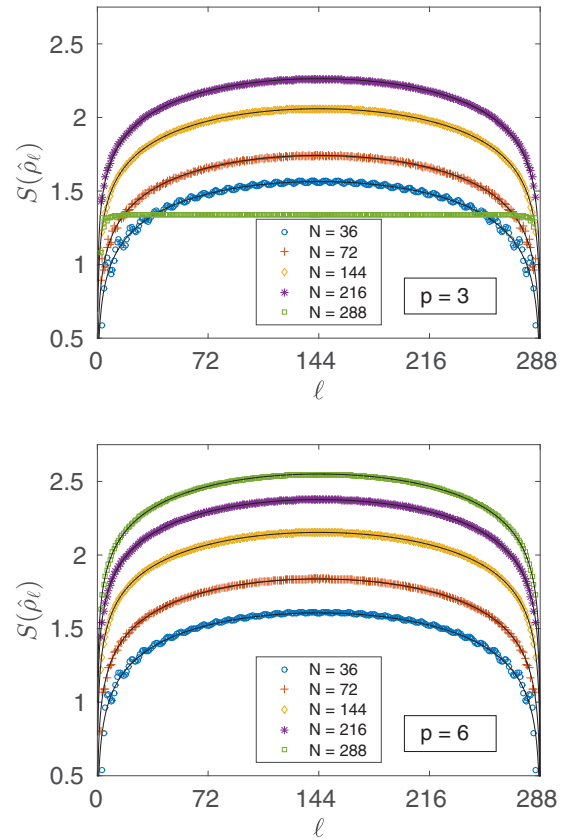 2.5
2
1.5
1
0.5
S(ρ̂ℓ)
N = 36
N = 72
N = 144
N = 216
N = 288
p = 3
0 72 144 216 288
ℓ
2.5
2
1.5
1
0.5
S(ρ̂ℓ)
N = 36
N = 72
N = 144
N = 216
N = 288
p = 6
0 72 144 216 288
ℓ